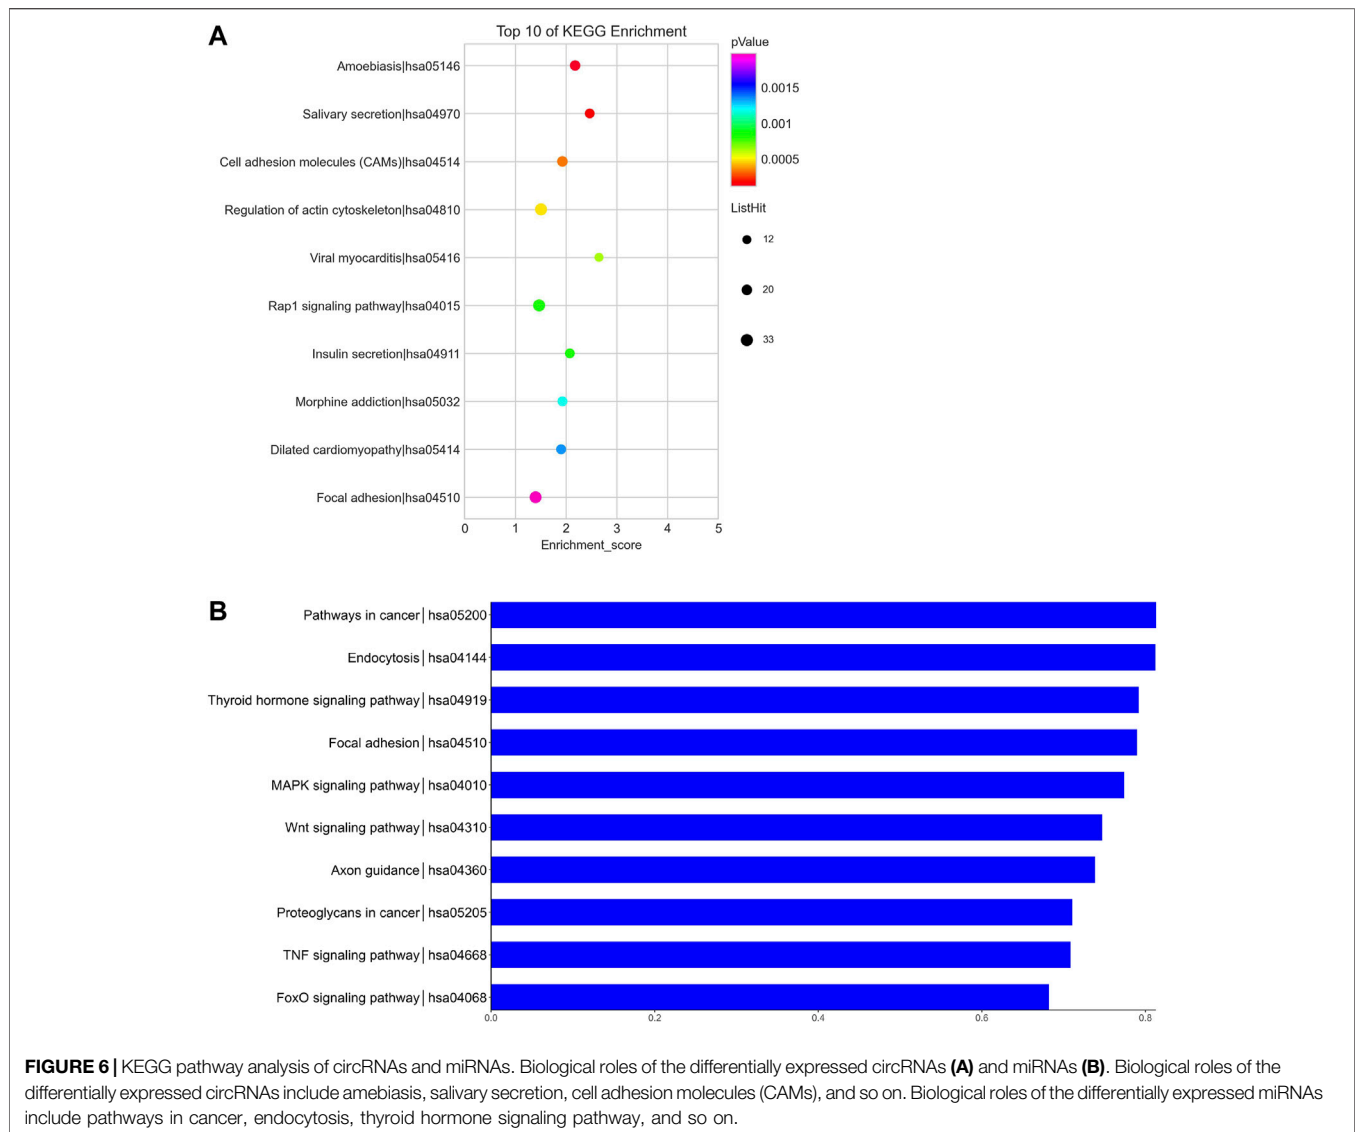 A
Top 10 of KEGG Enrichment
Amoebiasis|hsa05146
Salivary secretion|hsa04970
Cell adhesion molecules (CAMs)|hsa04514
Regulation of actin cytoskeleton|hsa04810
Viral myocarditis|hsa05416
Rap1 signaling pathway|hsa04015
Insulin secretion|hsa04911
Morphine addiction|hsa05032
Dilated cardiomyopathy|hsa05414
Focal adhesion|hsa04510
0 1 2 3 4 5
Enrichment_score
pValue
0.0015
0.001
0.0005
ListHit
12
20
33
B
Pathways in cancer | hsa05200
Endocytosis | hsa04144
Thyroid hormone signaling pathway | hsa04919
Focal adhesion | hsa04510
MAPK signaling pathway | hsa04010
Wnt signaling pathway | hsa04310
Axon guidance | hsa04360
Proteoglycans in cancer | hsa05205
TNF signaling pathway | hsa04668
FoxO signaling pathway | hsa04068
0.0 0.2 0.4 0.6 0.8
FIGURE 6 | KEGG pathway analysis of circRNAs and miRNAs. Biological roles of the differentially expressed circRNAs (A) and miRNAs (B). Biological roles of the
differentially expressed circRNAs include amebiasis, salivary secretion, cell adhesion molecules (CAMs), and so on. Biological roles of the differentially expressed miRNAs
include pathways in cancer, endocytosis, thyroid hormone signaling pathway, and so on.